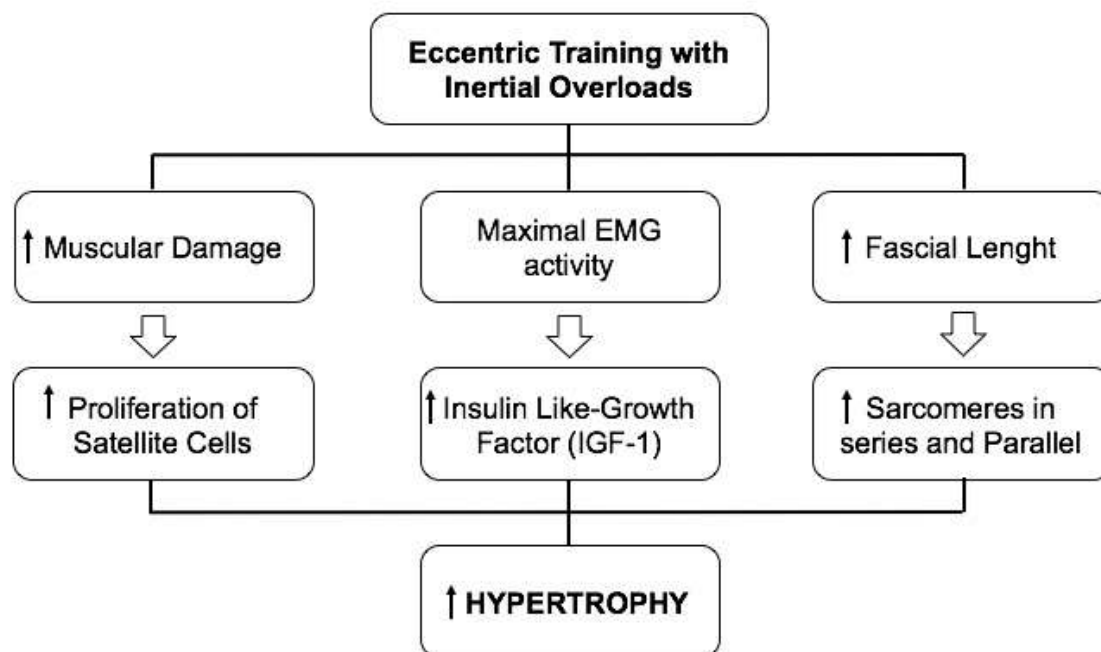 Eccentric Training with
Inertial Overloads
↑ Muscular Damage
Maximal EMG
activity
↑ Fascial Lenght
↑ Proliferation of
Satellite Cells
↑ Insulin Like-Growth
Factor (IGF-1)
↑ Sarcomeres in
series and Parallel
↑ HYPERTROPHY